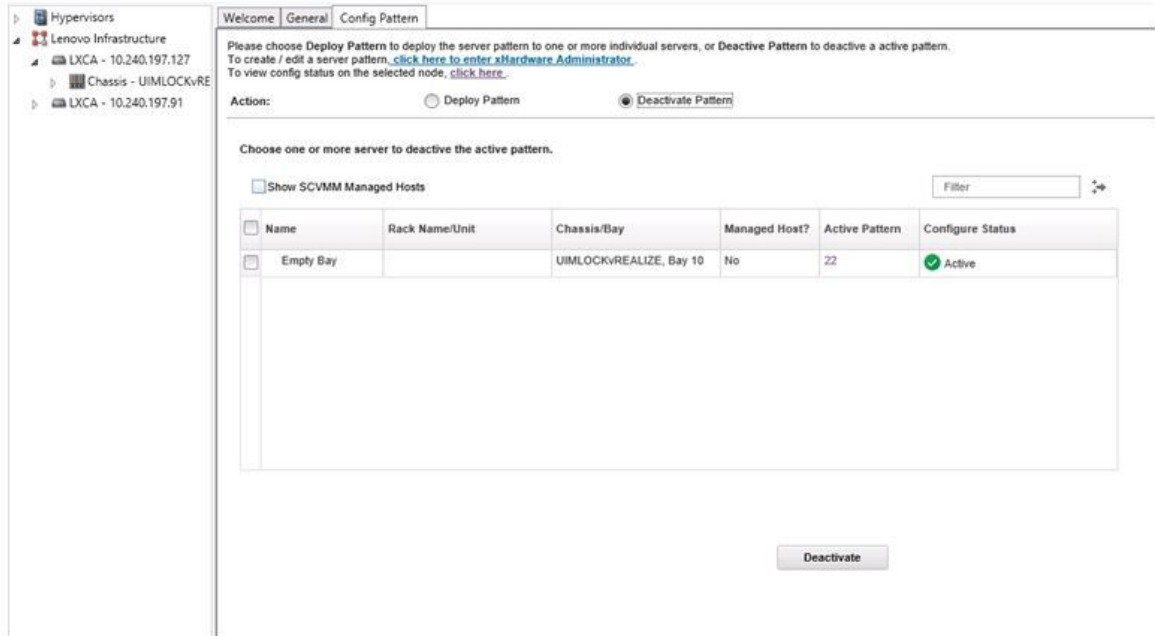 Hypervisors
Lenovo Infrastructure
LXCA - 10.240.197.127
Chassis - UIMLOCKvRE
LXCA - 10.240.197.91
Welcome General Config Pattern
Please choose Deploy Pattern to deploy the server pattern to one or more individual servers, or Deactive Pattern to deactive a active pattern.
To create / edit a server pattern, click here to enter xHardware Administrator.
To view config status on the selected node, click here.
Action: Deploy Pattern Deactivate Pattern
Choose one or more server to deactive the active pattern.
Show SCVMM Managed Hosts Filter
Name Rack Name/Unit Chassis/Bay Managed Host? Active Pattern Configure Status
Empty Bay UIMLOCKvREALIZE, Bay 10 No 22 Active
Deactivate